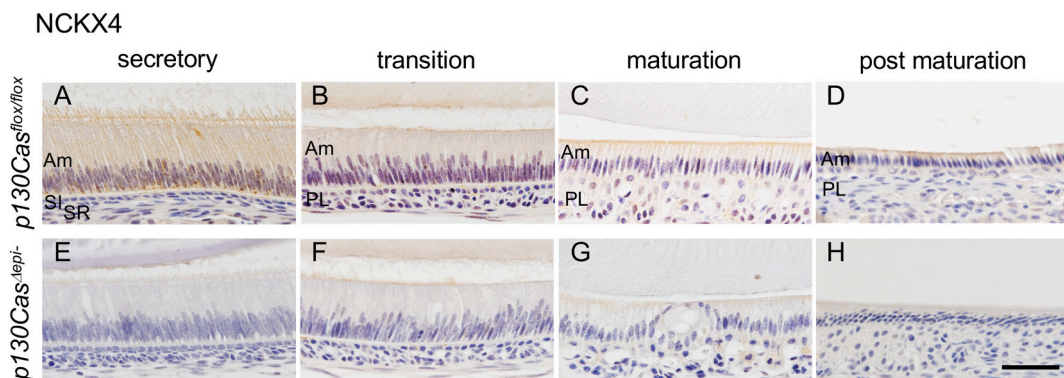 NCKX4
secretory transition maturation post maturation
p130Cas^flox/flox
A B C D
Am Am Am Am
SI SR PL PL PL
p130Cas^Δepi-
E F G H